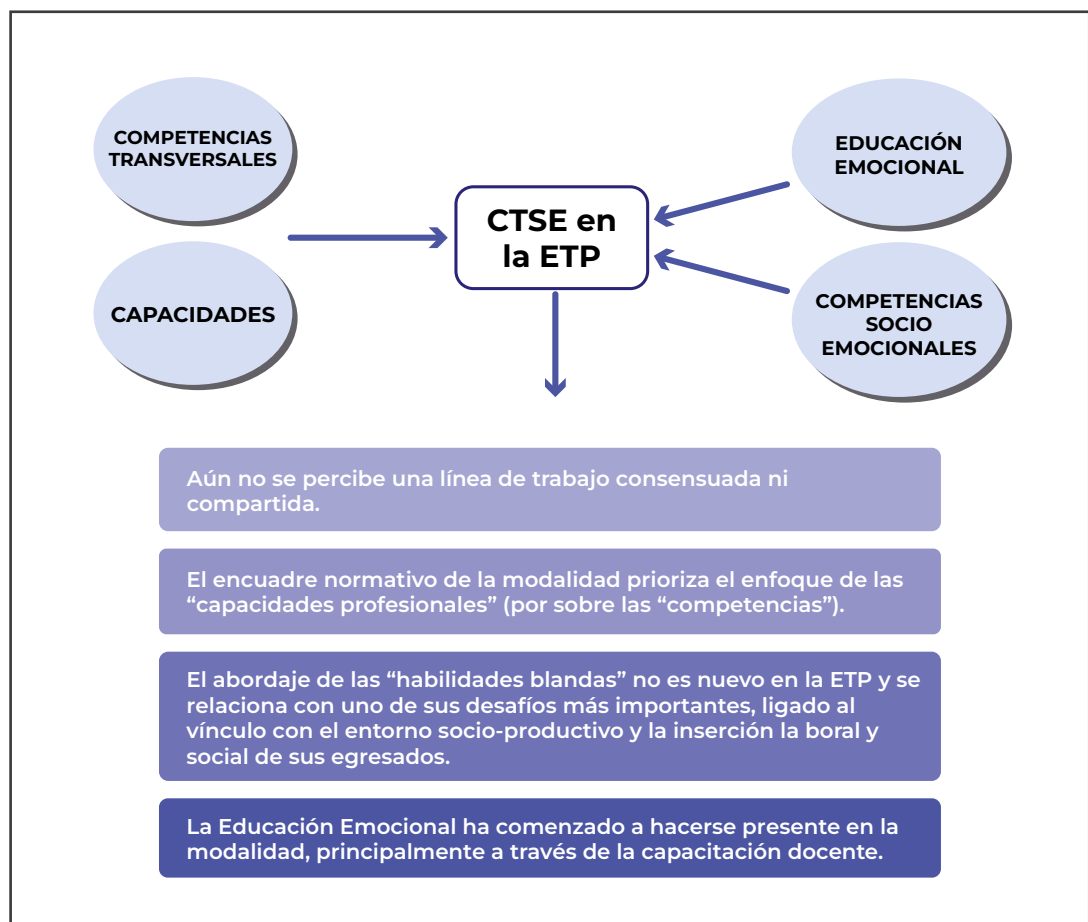 COMPETENCIAS
TRANSVERSALES
CAPACIDADES
CTSE en
la ETP
EDUCACIÓN
EMOCIONAL
COMPETENCIAS
SOCIO
EMOCIONALES
Aún no se percibe una línea de trabajo consensuada ni
compartida.
El encuadre normativo de la modalidad prioriza el enfoque de las
“capacidades profesionales” (por sobre las “competencias”).
El abordaje de las “habilidades blandas” no es nuevo en la ETP y se
relaciona con uno de sus desafíos más importantes, ligado al
vínculo con el entorno socio-productivo y la inserción la boral y
social de sus egresados.
La Educación Emocional ha comenzado a hacerse presente en la
modalidad, principalmente a través de la capacitación docente.